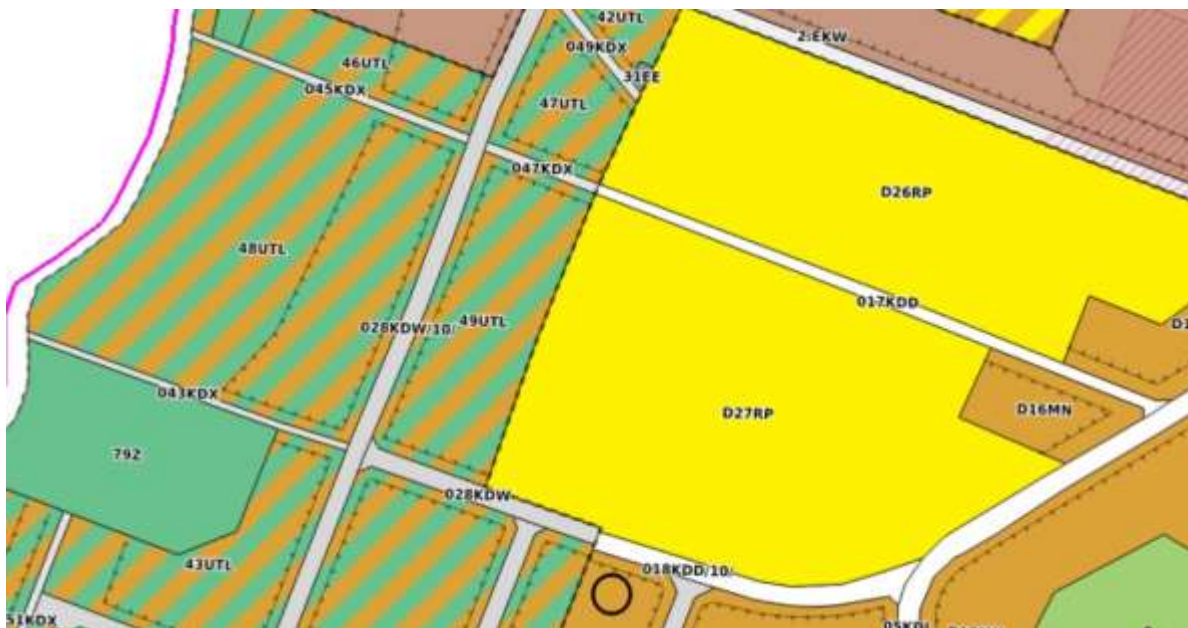 42UTL
2.EKW
049KDX
46UTL
31EE
045KDX
47UTL
047KDX
D26RP
48UTL
017KDD
49UTL
028KDW/10/
043KDX
D16MN
D27RP
79Z
028KDW
43UTL
018KDD/10/
51KDX